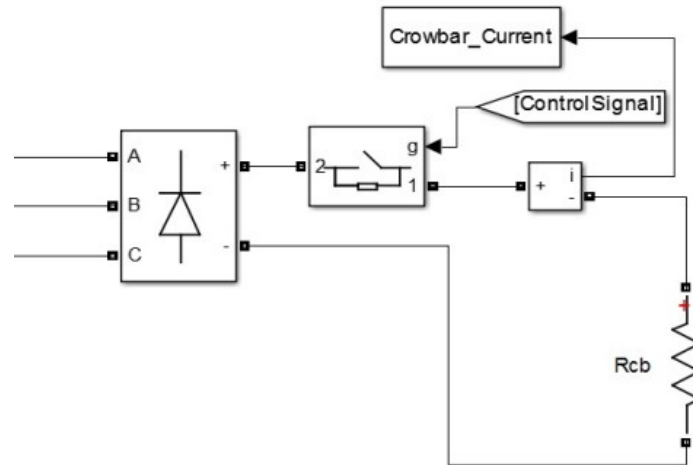 Crowbar_Current
[ControlSignal]
A
+
g
2
1
B
+
i
-
C
-
+
Rcb